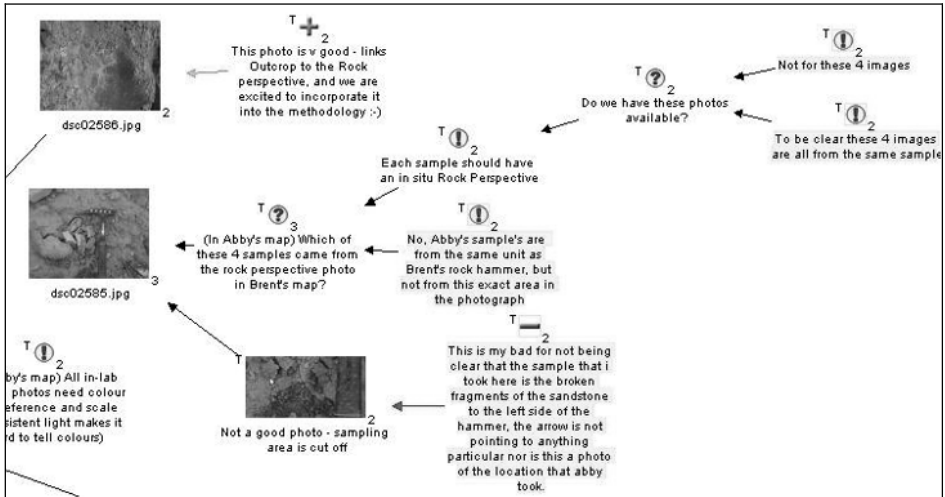 T
2
This photo is v good - links
Outcrop to the Rock
perspective, and we are
excited to incorporate it
into the methodology :-)
2
dsc02586.jpg
T
2
Not for these 4 images
T
2
Do we have these photos
available?
T
2
To be clear these 4 images
are all from the same sample
T
2
Each sample should have
an in situ Rock Perspective
T
3
(In Abby's map) Which of
these 4 samples came from
the rock perspective photo
in Brent's map?
T
2
No, Abby's sample's are
from the same unit as
Brent's rock hammer, but
not from this exact area in
the photograph
3
dsc02585.jpg
T
2
by's map) All in-lab
photos need colour
eference and scale
sistent light makes it
rd to tell colours)
T
2
Not a good photo - sampling
area is cut off
T
2
This is my bad for not being
clear that the sample that i
took here is the broken
fragments of the sandstone
to the left side of the
hammer, the arrow is not
pointing to anything
particular nor is this a photo
of the location that abby
took.